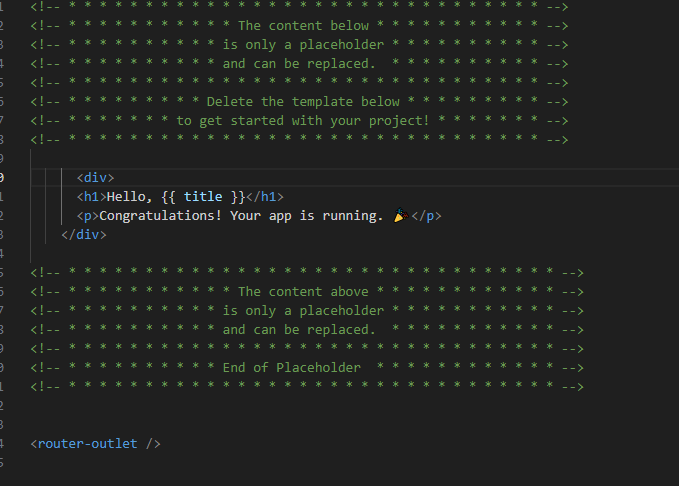 1 <!-- * * * * * * * * * * * * * * * * * * * * * * * * * * * * * * * -->
2 <!-- * * * * * * * * * * * The content below * * * * * * * * * * * -->
3 <!-- * * * * * * * * * * is only a placeholder * * * * * * * * * * -->
4 <!-- * * * * * * * * * * and can be replaced.  * * * * * * * * * * -->
5 <!-- * * * * * * * * * * * * * * * * * * * * * * * * * * * * * * * -->
6 <!-- * * * * * * * * * Delete the template below * * * * * * * * * -->
7 <!-- * * * * * * * to get started with your project! * * * * * * * -->
8 <!-- * * * * * * * * * * * * * * * * * * * * * * * * * * * * * * * -->
9
0 <div>
1 <h1>Hello, {{ title }}</h1>
2 <p>Congratulations! Your app is running. 🎉</p>
3 </div>
4
5 <!-- * * * * * * * * * * * * * * * * * * * * * * * * * * * * * * * * -->
6 <!-- * * * * * * * * * * * The content above * * * * * * * * * * * * -->
7 <!-- * * * * * * * * * * is only a placeholder * * * * * * * * * * * -->
8 <!-- * * * * * * * * * * and can be replaced.  * * * * * * * * * * * -->
9 <!-- * * * * * * * * * * * * * * * * * * * * * * * * * * * * * * * * -->
0 <!-- * * * * * * * * * * End of Placeholder  * * * * * * * * * * * * -->
1 <!-- * * * * * * * * * * * * * * * * * * * * * * * * * * * * * * * * -->
2
3
4 <router-outlet />
5